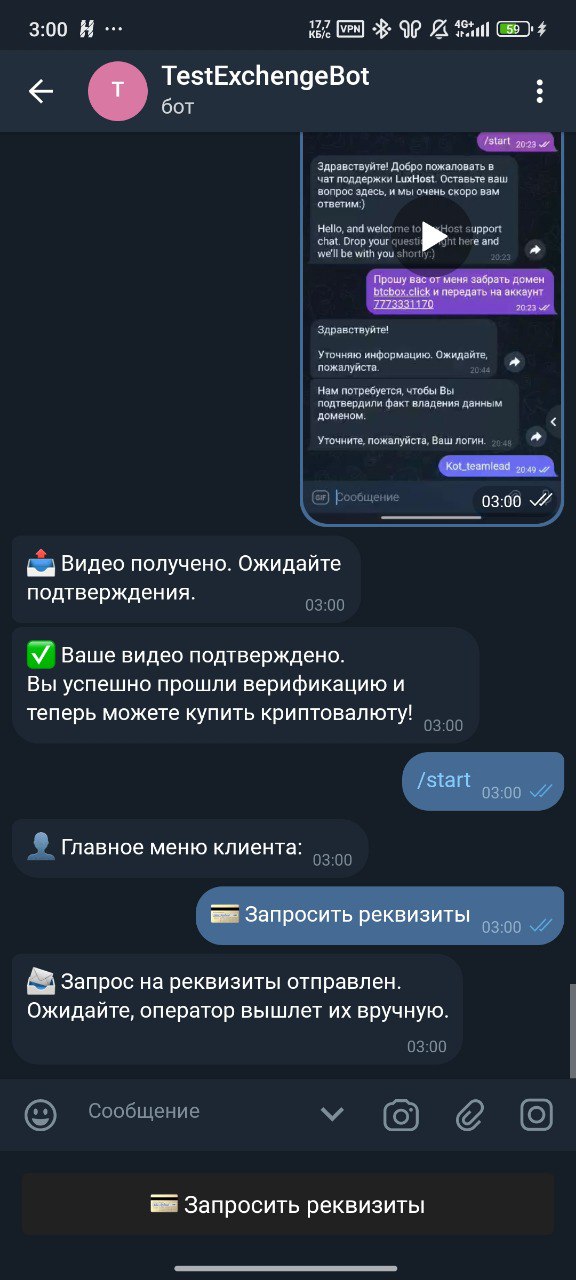 3:00
17,7
КБ/с
VPN
4G+
59
T
TestExchengeBot
бот
/start 20:23
Здравствуйте! Добро пожаловать в
чат поддержки LuxHost. Оставьте ваш
вопрос здесь, и мы очень скоро вам
ответим:)
Hello, and welcome to LuxHost support
chat. Drop your question right here and
we'll be with you shortly:)
20:23
Прошу вас от меня забрать домен
btcbox.click и передать на аккаунт
7773331170
20:23
Здравствуйте!
Уточняю информацию. Ожидайте,
пожалуйста.
20:44
Нам потребуется, чтобы Вы
подтвердили факт владения данным
доменом.
Уточните, пожалуйста, Ваш логин. 20:48
Kot_teamlead 20:49
GIF Сообщение
03:00
Видео получено. Ожидайте
подтверждения.
03:00
Ваше видео подтверждено.
Вы успешно прошли верификацию и
теперь можете купить криптовалюту!
03:00
/start 03:00
Главное меню клиента: 03:00
Запросить реквизиты 03:00
Запрос на реквизиты отправлен.
Ожидайте, оператор вышлет их вручную.
03:00
Сообщение
Запросить реквизиты